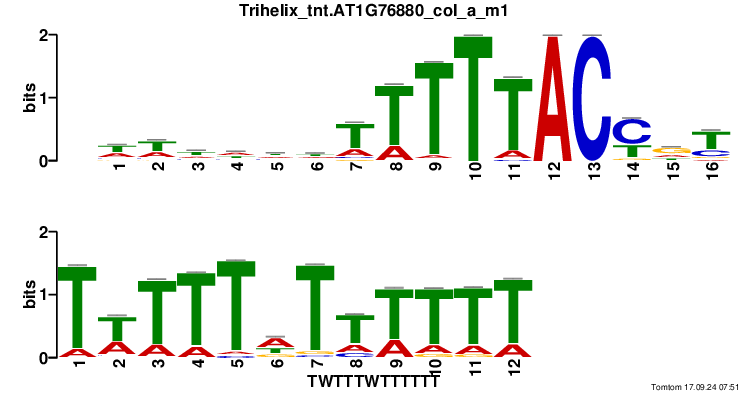 Trihelix_tnt.AT1G76880_col_a_m1
bits
2
1
0
1 2 3 4 5 6 7 8 9 10 11 12 13 14 15 16
bits
2
1
0
1 2 3 4 5 6 7 8 9 10 11 12
TWTTTWTTTTTT
Tomtom 17.09.24 07:51